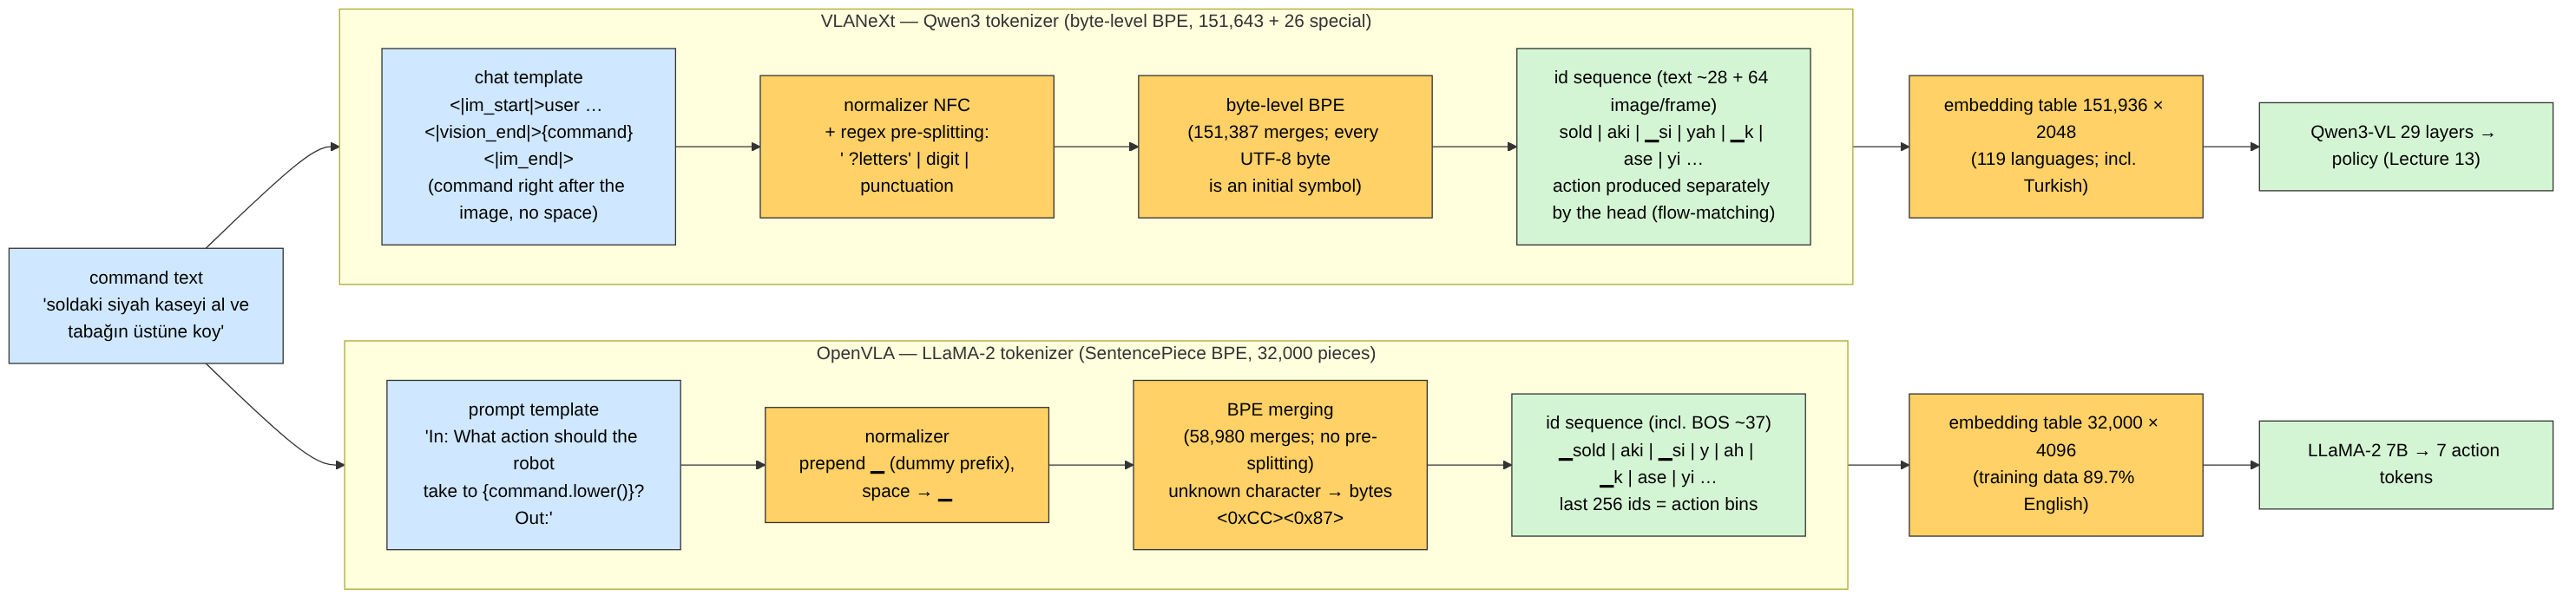 command text
'soldaki siyah kaseyi al ve
tabağın üstüne koy'
VLANeXt — Qwen3 tokenizer (byte-level BPE, 151,643 + 26 special)
chat template
<|im_start|>user …
<|vision_end|>{command}
<|im_end|>
(command right after the
image, no space)
normalizer NFC
+ regex pre-splitting:
' ?letters' | digit |
punctuation
byte-level BPE
(151,387 merges; every
UTF-8 byte
is an initial symbol)
id sequence (text ~28 + 64
image/frame)
sold | aki | ▁si | yah | ▁k |
ase | yi …
action produced separately
by the head (flow-matching)
embedding table 151,936 ×
2048
(119 languages; incl.
Turkish)
Qwen3-VL 29 layers →
policy (Lecture 13)
OpenVLA — LLaMA-2 tokenizer (SentencePiece BPE, 32,000 pieces)
prompt template
'In: What action should the
robot
take to {command.lower()}?
Out:'
normalizer
prepend ▁ (dummy prefix),
space → ▁
BPE merging
(58,980 merges; no pre-
splitting)
unknown character → bytes
<0xCC><0x87>
id sequence (incl. BOS ~37)
▁sold | aki | ▁si | y | ah |
▁k | ase | yi …
last 256 ids = action bins
embedding table 32,000 ×
4096
(training data 89.7%
English)
LLaMA-2 7B → 7 action
tokens